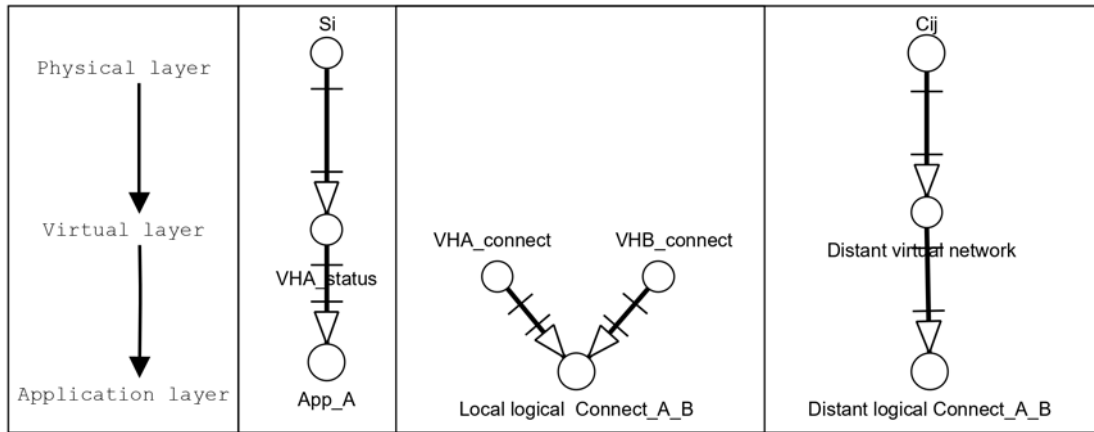 Physical layer
Virtual layer
Application layer
Si
VHA_status
App_A
VHA_connect
VHB_connect
Local logical Connect_A_B
Cij
Distant virtual network
Distant logical Connect_A_B